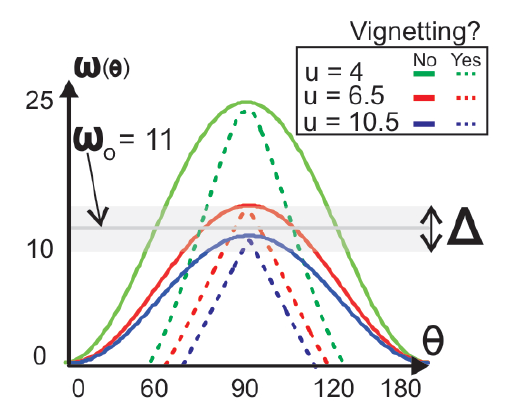 Vignetting?
No Yes
u = 4
u = 6.5
u = 10.5
ω(θ)
25
ωo = 11
Δ
10
0
θ
0 60 90 120 180